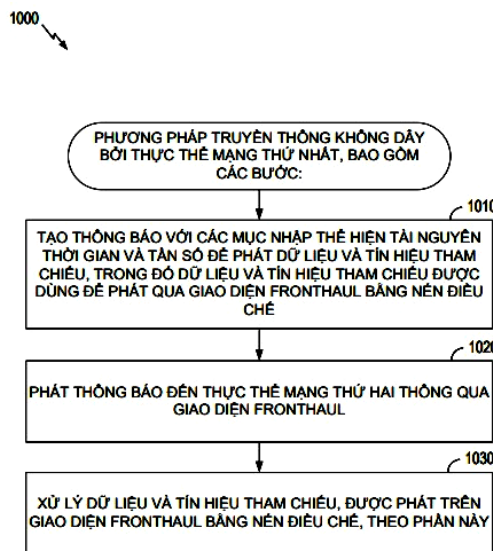 1000
PHƯƠNG PHÁP TRUYỀN THÔNG KHÔNG DÂY
BỞI THỰC THỂ MẠNG THỨ NHẤT, BAO GỒM
CÁC BƯỚC:
1010
TẠO THÔNG BÁO VỚI CÁC MỤC NHẬP THỂ HIỆN TÀI NGUYÊN
THỜI GIAN VÀ TẦN SỐ ĐỂ PHÁT DỮ LIỆU VÀ TÍN HIỆU THAM
CHIẾU, TRONG ĐÓ DỮ LIỆU VÀ TÍN HIỆU THAM CHIẾU ĐƯỢC
DÙNG ĐỂ PHÁT QUA GIAO DIỆN FRONTHAUL BẰNG NÉN ĐIỀU
CHẾ
1020
PHÁT THÔNG BÁO ĐẾN THỰC THỂ MẠNG THỨ HAI THÔNG QUA
GIAO DIỆN FRONTHAUL
1030
XỬ LÝ DỮ LIỆU VÀ TÍN HIỆU THAM CHIẾU, ĐƯỢC PHÁT TRÊN
GIAO DIỆN FRONTHAUL BẰNG NÉN ĐIỀU CHẾ, THEO PHẦN NÀY